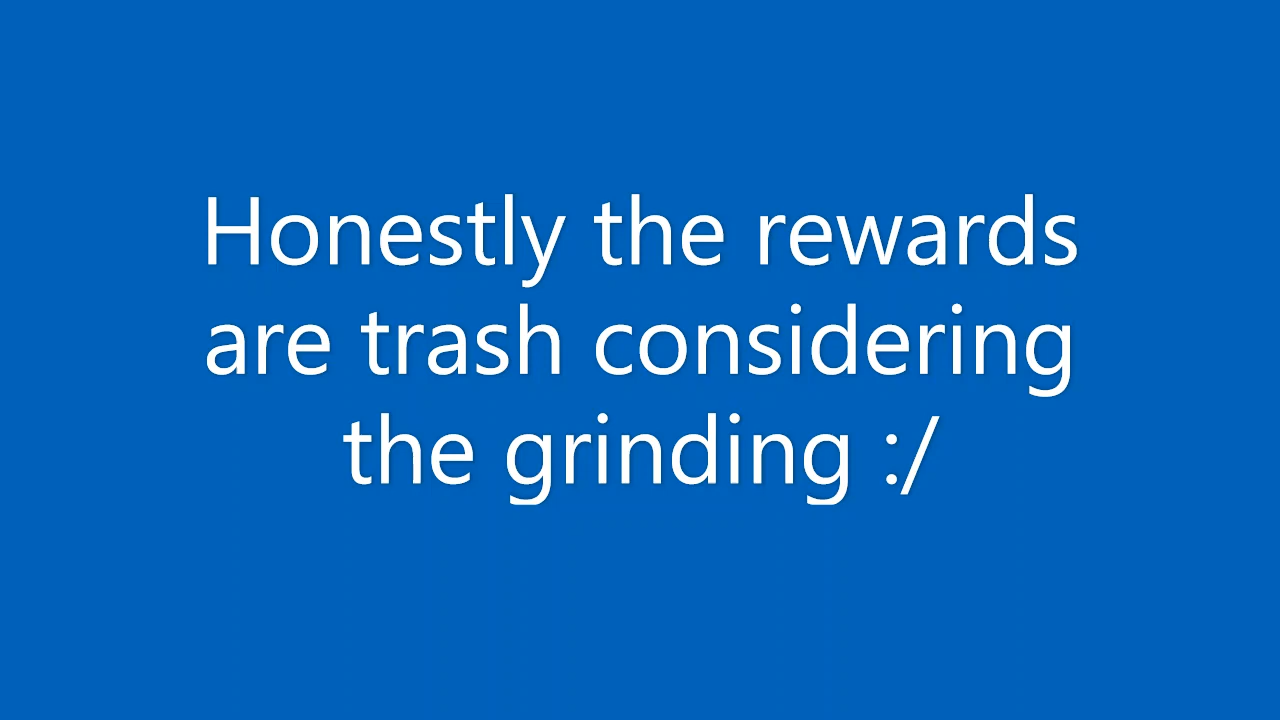 Honestly the rewards
are trash considering
the grinding :/